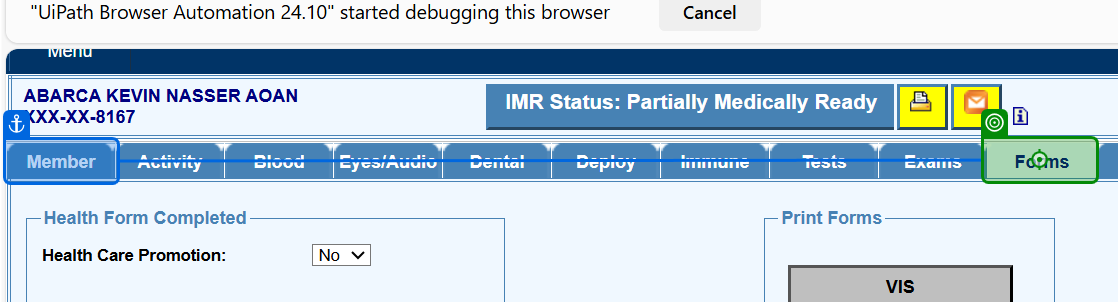 "UiPath Browser Automation 24.10" started debugging this browser
Cancel
Menu
ABARCA KEVIN NASSER AOAN
XXX-XX-8167
IMR Status: Partially Medically Ready
Member Activity Blood Eyes/Audio Dental Deploy Immune Tests Exams Forms
Health Form Completed
Print Forms
Health Care Promotion: No
VIS